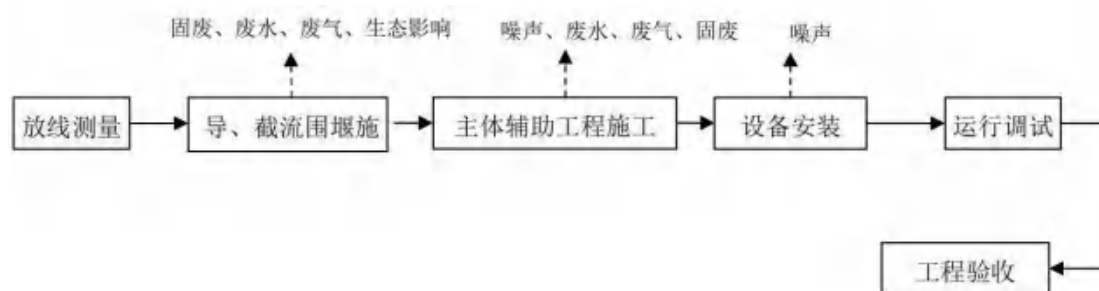 固废、废水、废气、生态影响
噪声、废水、废气、固废
噪声
放线测量
导、截流围堰施
主体辅助工程施工
设备安装
运行调试
工程验收